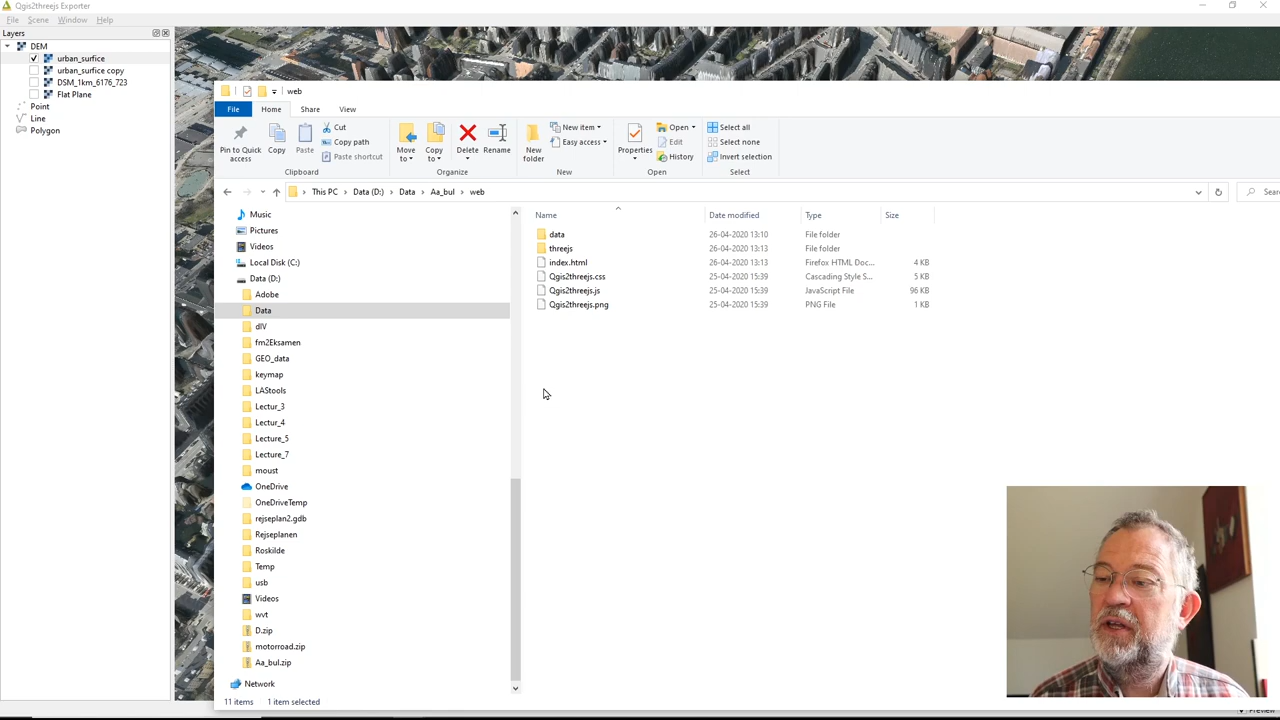 Qgis2threejs Exporter
File Scene Window Help
Layers
DEM
urban_surfice
urban_surfice copy
DSM_1km_6176_723
Flat Plane
Point
Line
Polygon
web
File Home Share View
Pin to Quick access
Copy
Paste
Cut
Copy path
Paste shortcut
Clipboard
Move to
Copy to
Delete
Rename
Organize
New folder
New item
Easy access
New
Properties
Open
Edit
History
Open
Select all
Select none
Invert selection
Select
This PC > Data (D:) > Data > Aa_bul > web
Sear
Music
Pictures
Videos
Local Disk (C:)
Data (D:)
Adobe
Data
dIV
fm2Eksamen
GEO_data
keymap
LAStools
Lectur_3
Lectur_4
Lecture_5
Lecture_7
moust
OneDrive
OneDriveTemp
rejseplan2.gdb
Rejseplanen
Roskilde
Temp
usb
Videos
wvt
D.zip
motorroad.zip
Aa_bul.zip
Network
Name Date modified Type Size
data 26-04-2020 13:10 File folder
threejs 26-04-2020 13:13 File folder
index.html 26-04-2020 13:13 Firefox HTML Doc... 4 KB
Qgis2threejs.css 25-04-2020 15:39 Cascading Style S... 5 KB
Qgis2threejs.js 25-04-2020 15:39 JavaScript File 96 KB
Qgis2threejs.png 25-04-2020 15:39 PNG File 1 KB
11 items 1 item selected
Preview